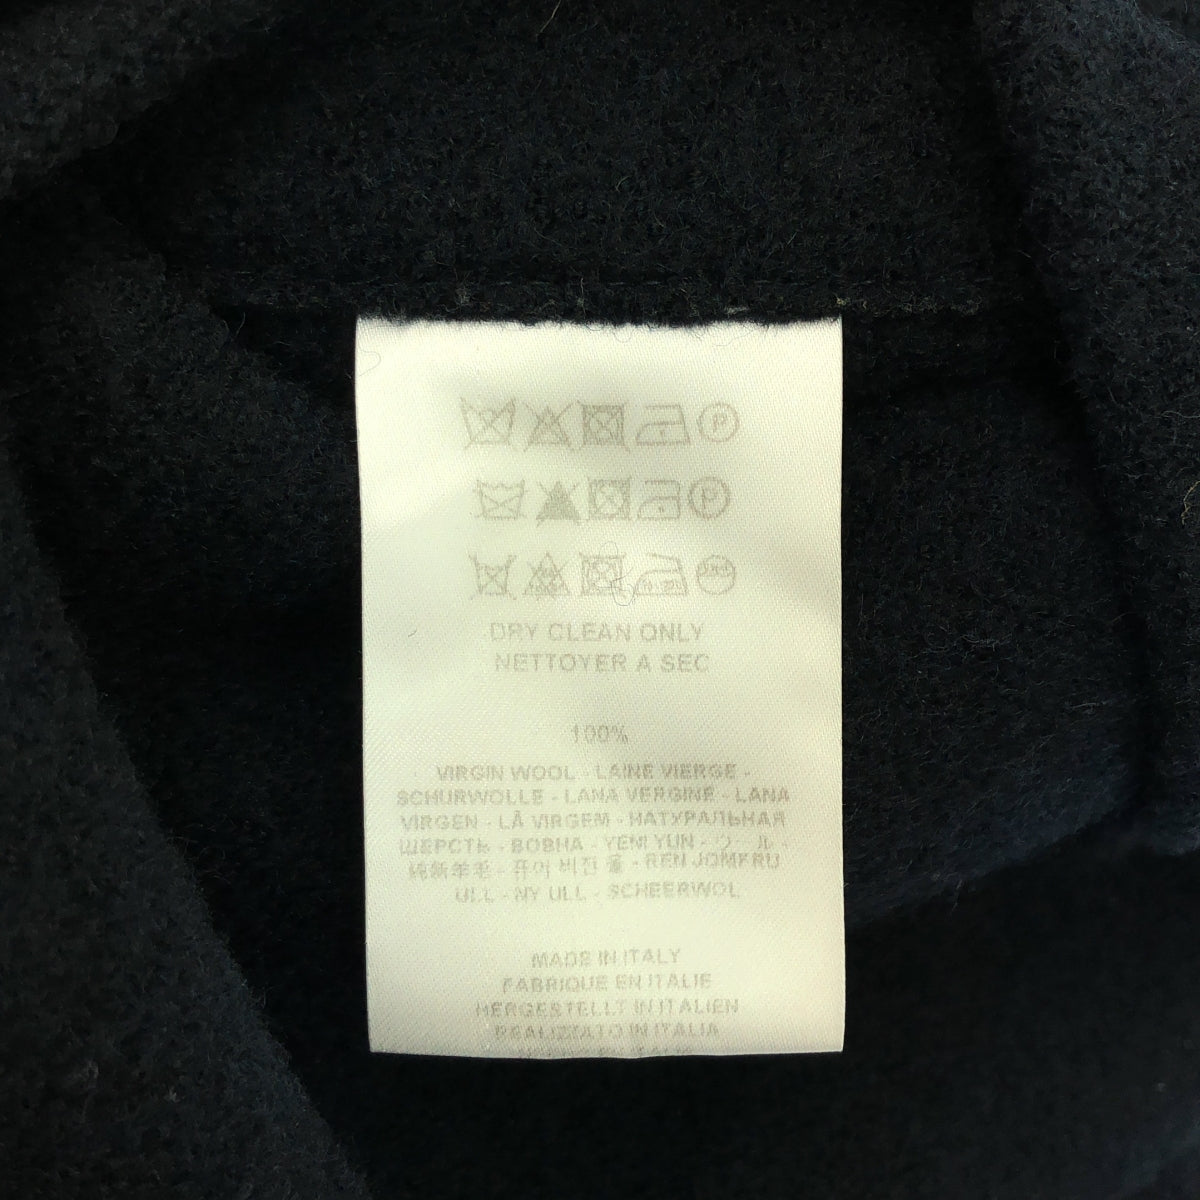 P
P
DRY CLEAN ONLY
NETTOYER A SEC
100%
VIRGIN WOOL - LAINE VIERGE -
SCHURWOLLE - LANA VERGINE - LANA
VIRGEN - LÃ VIRGEM - НАТУРАЛЬНАЯ
ШЕРСТЬ - ВОВНА - YENI YUN - ウール -
純新羊毛 - 퓨어 버진 울 - REN JOMFRU
ULL - NY ULL - SCHEERWOL
MADE IN ITALY
FABRIQUE EN ITALIE
HERGESTELLT IN ITALIEN
REALIZZATO IN ITALIA